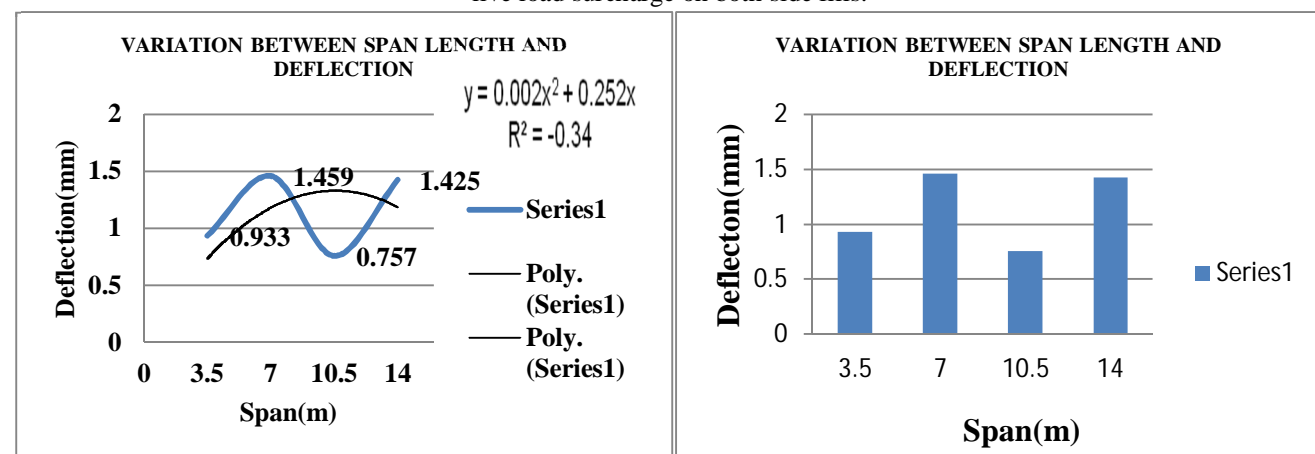 VARIATION BETWEEN SPAN LENGTH AND
DEFLECTION
y = 0.002x² + 0.252x
R² = -0.34
2
1.5
1
0.5
0
Deflection(mm)
0.933
1.459
0.757
1.425
Series1
Poly.
(Series1)
Poly.
(Series1)
0 3.5 7 10.5 14
Span(m)
VARIATION BETWEEN SPAN LENGTH AND
DEFLECTION
2
1.5
1
0.5
0
Deflecton(mm)
Series1
3.5 7 10.5 14
Span(m)